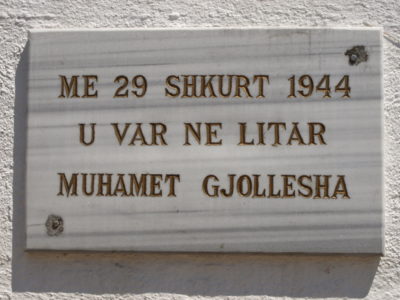 ME 29 SHKURT 1944
U VAR NE LITAR
MUHAMET GJOLLESHA